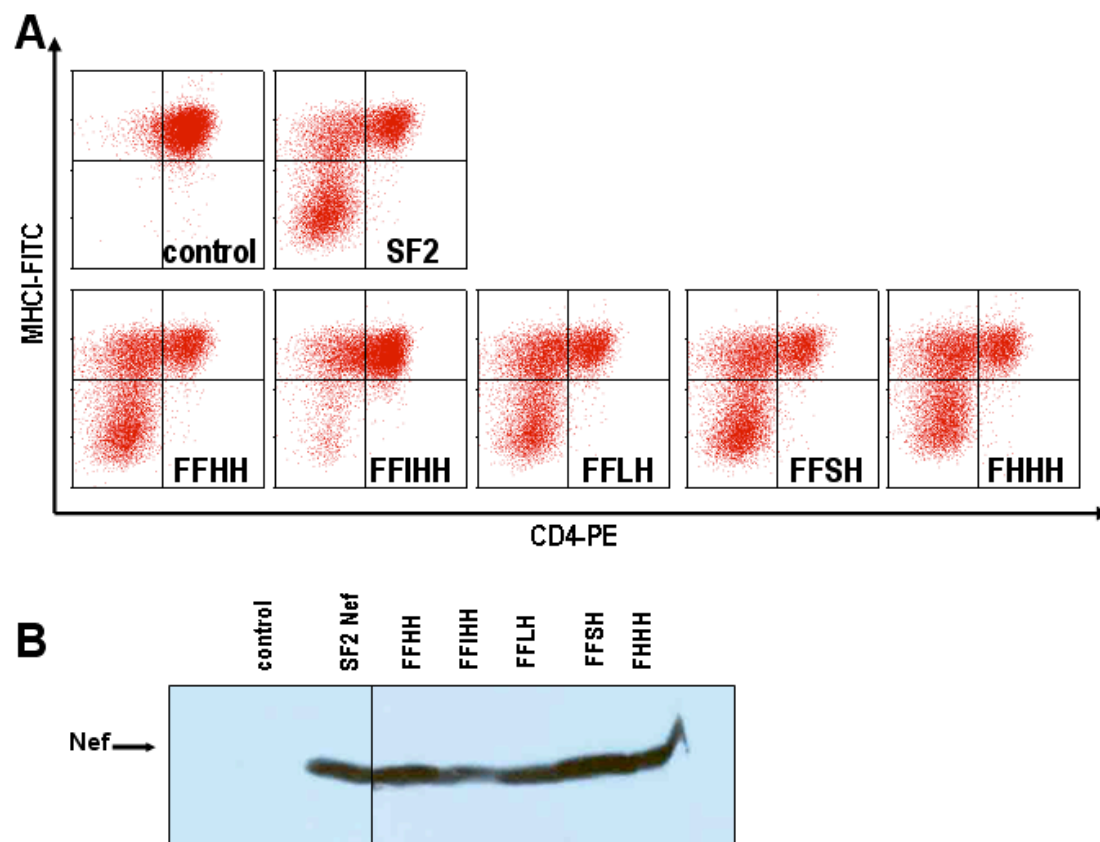 A
MHCI-FITC
control
SF2
FFHH
FFIHH
FFLH
FFSH
FHHH
CD4-PE
B
control
SF2 Nef
FFHH
FFIHH
FFLH
FFSH
FHHH
Nef